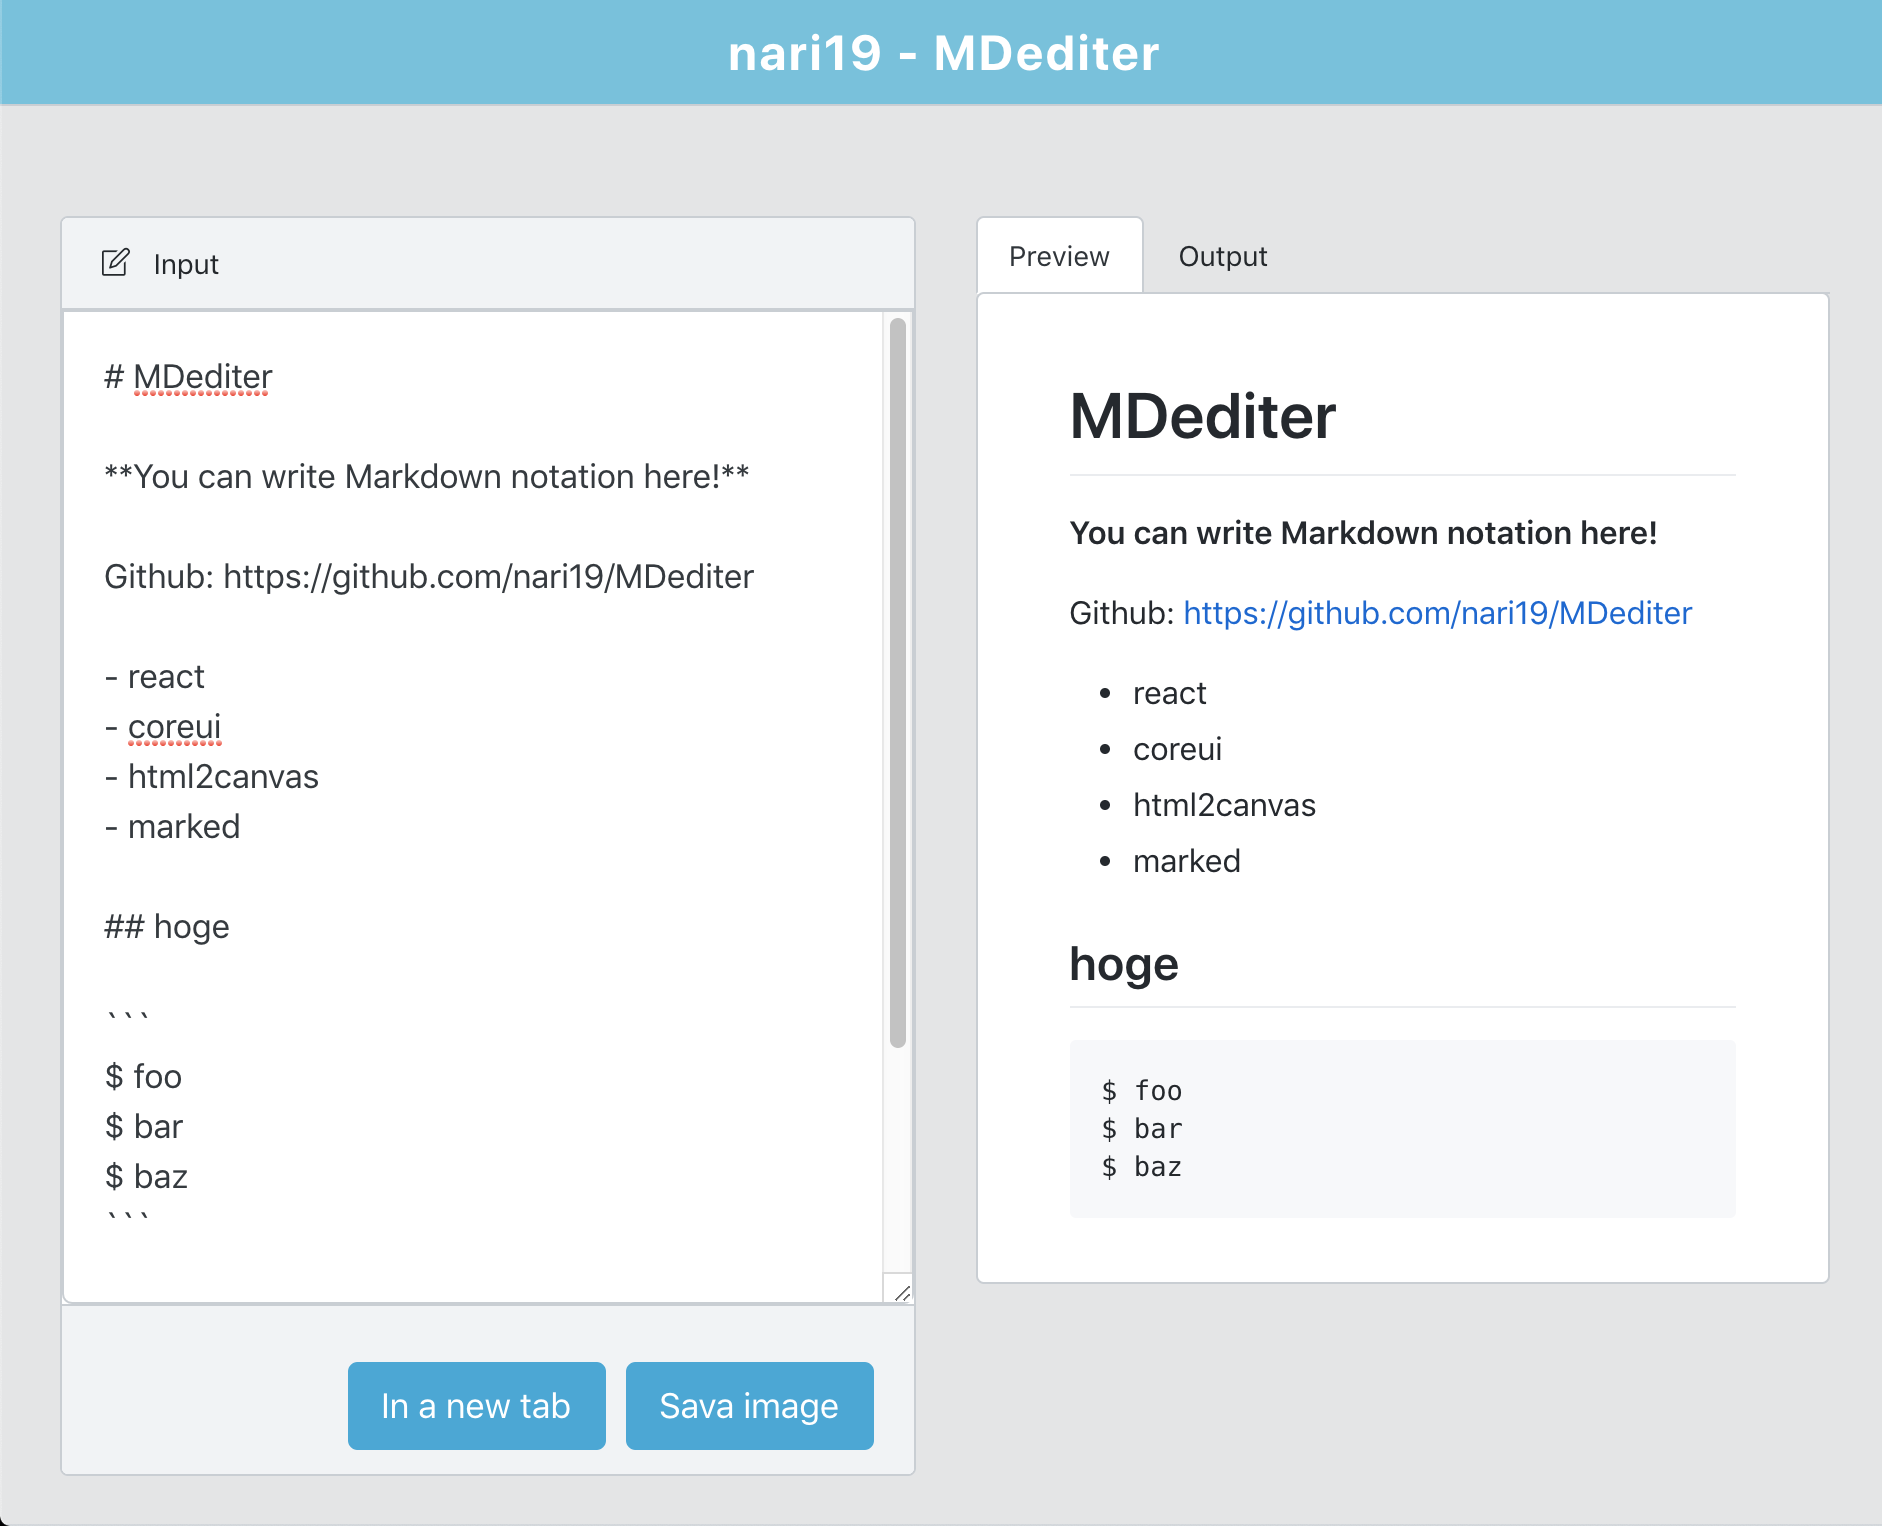 nari19 - MDediter
Input
# MDediter
**You can write Markdown notation here!**
Github: https://github.com/nari19/MDediter
- react
- coreui
- html2canvas
- marked
## hoge
```
$ foo
$ bar
$ baz
```
In a new tab
Sava image
Preview
Output
MDediter
You can write Markdown notation here!
Github: https://github.com/nari19/MDediter
• react
• coreui
• html2canvas
• marked
hoge
$ foo
$ bar
$ baz